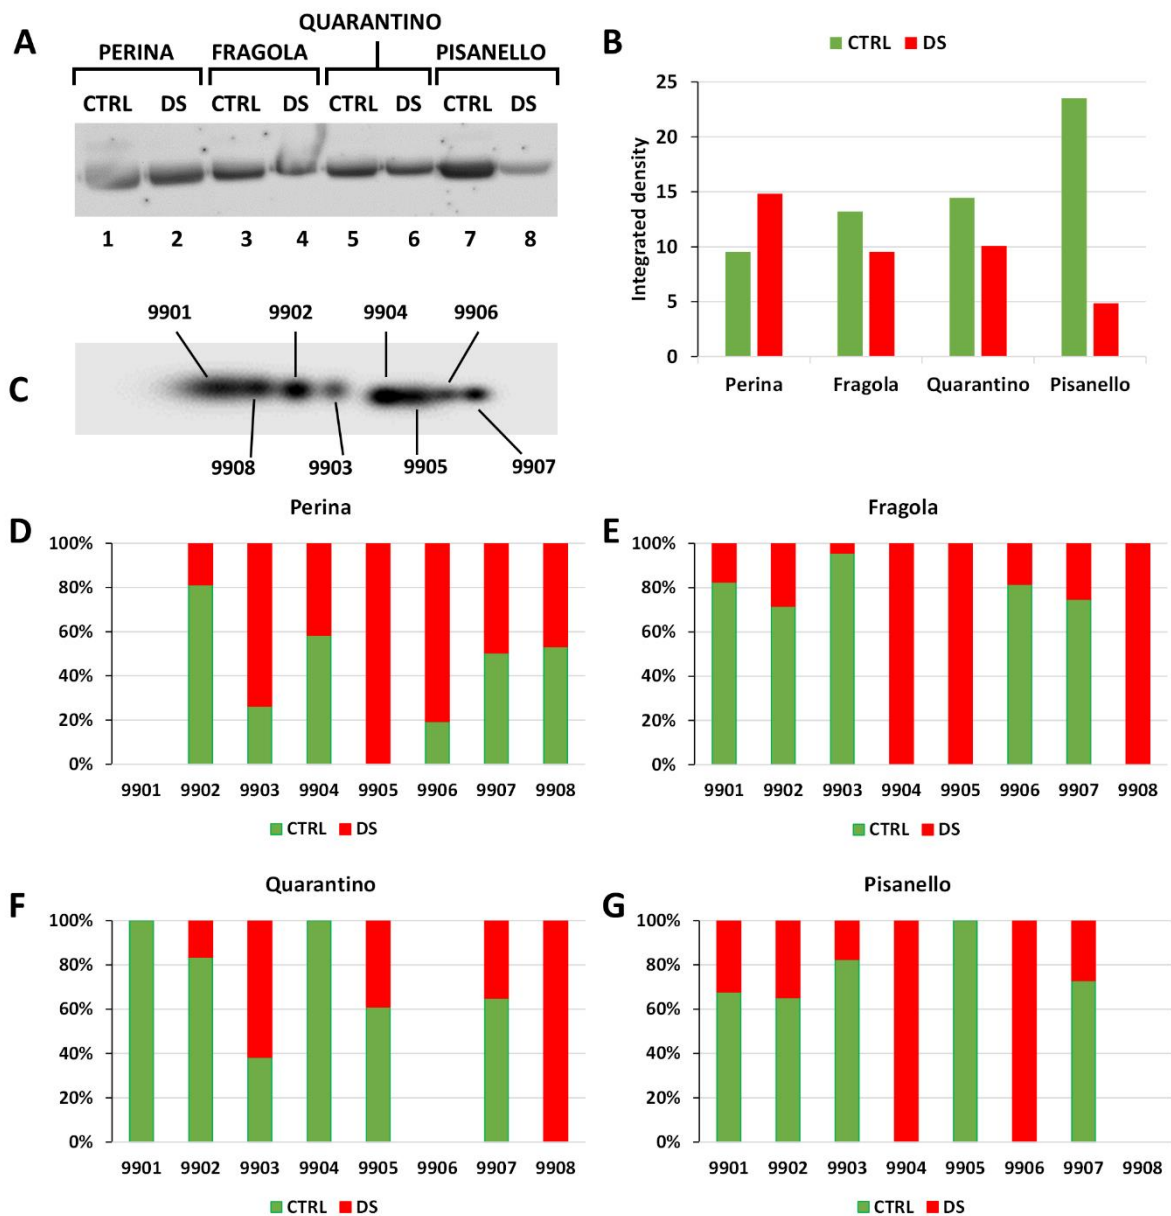 QUARANTINO
A
PERINA FRAGOLA PISANELLO
CTRL DS CTRL DS CTRL DS CTRL DS
1 2 3 4 5 6 7 8
B
CTRL DS
Integrated density
25
20
15
10
5
0
Perina Fragola Quarantino Pisanello
C
9901 9902 9904 9906
9908 9903 9905 9907
D
Perina
100%
80%
60%
40%
20%
0%
9901 9902 9903 9904 9905 9906 9907 9908
CTRL DS
E
Fragola
100%
80%
60%
40%
20%
0%
9901 9902 9903 9904 9905 9906 9907 9908
CTRL DS
F
Quarantino
100%
80%
60%
40%
20%
0%
9901 9902 9903 9904 9905 9906 9907 9908
CTRL DS
G
Pisanello
100%
80%
60%
40%
20%
0%
9901 9902 9903 9904 9905 9906 9907 9908
CTRL DS